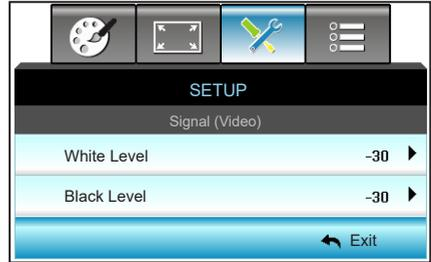 SETUP
Signal (Video)
White Level -30
Black Level -30
Exit